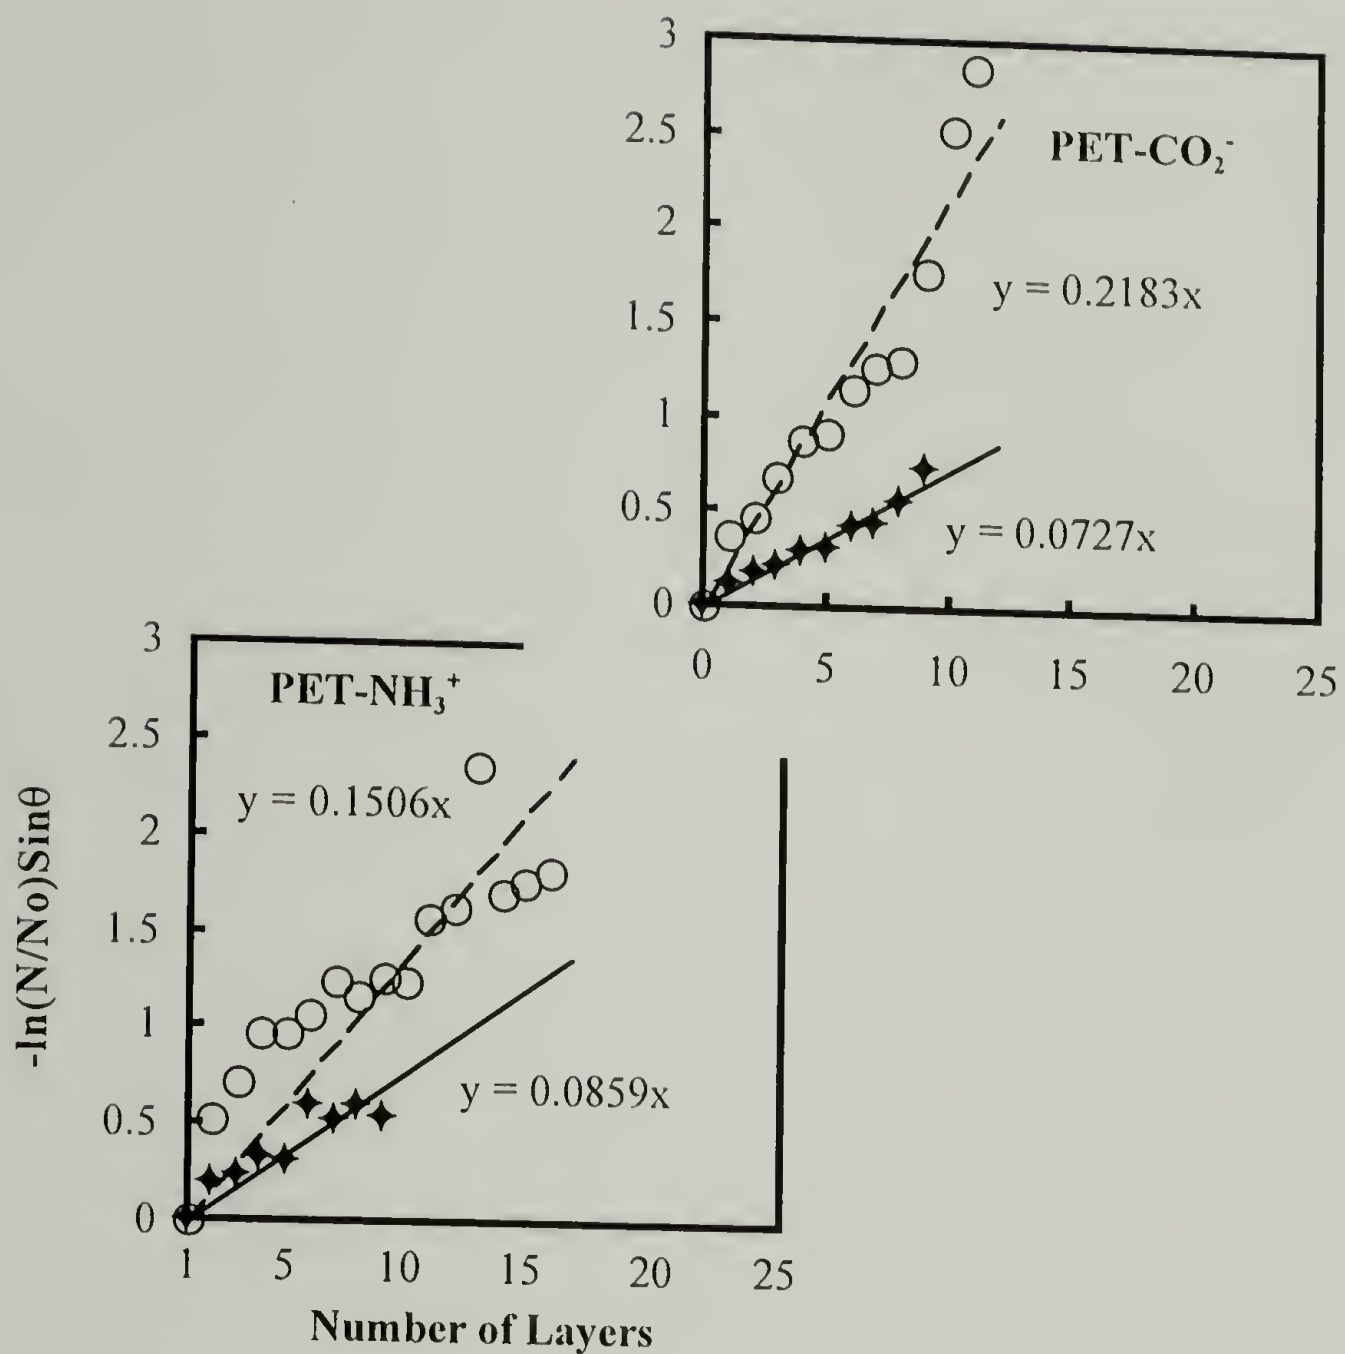 3
2.5
2
1.5
1
0.5
0
PET-CO₂⁻
y = 0.2183x
y = 0.0727x
0 5 10 15 20 25
3
2.5
2
1.5
1
0.5
0
PET-NH₃⁺
y = 0.1506x
y = 0.0859x
-ln(N/No)Sinθ
1 5 10 15 20 25
Number of Layers